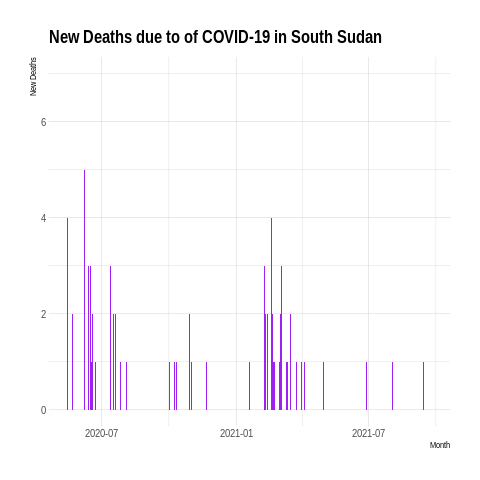 New Deaths due to of COVID-19 in South Sudan
New Deaths
6
4
2
0
2020-07
2021-01
2021-07
Month